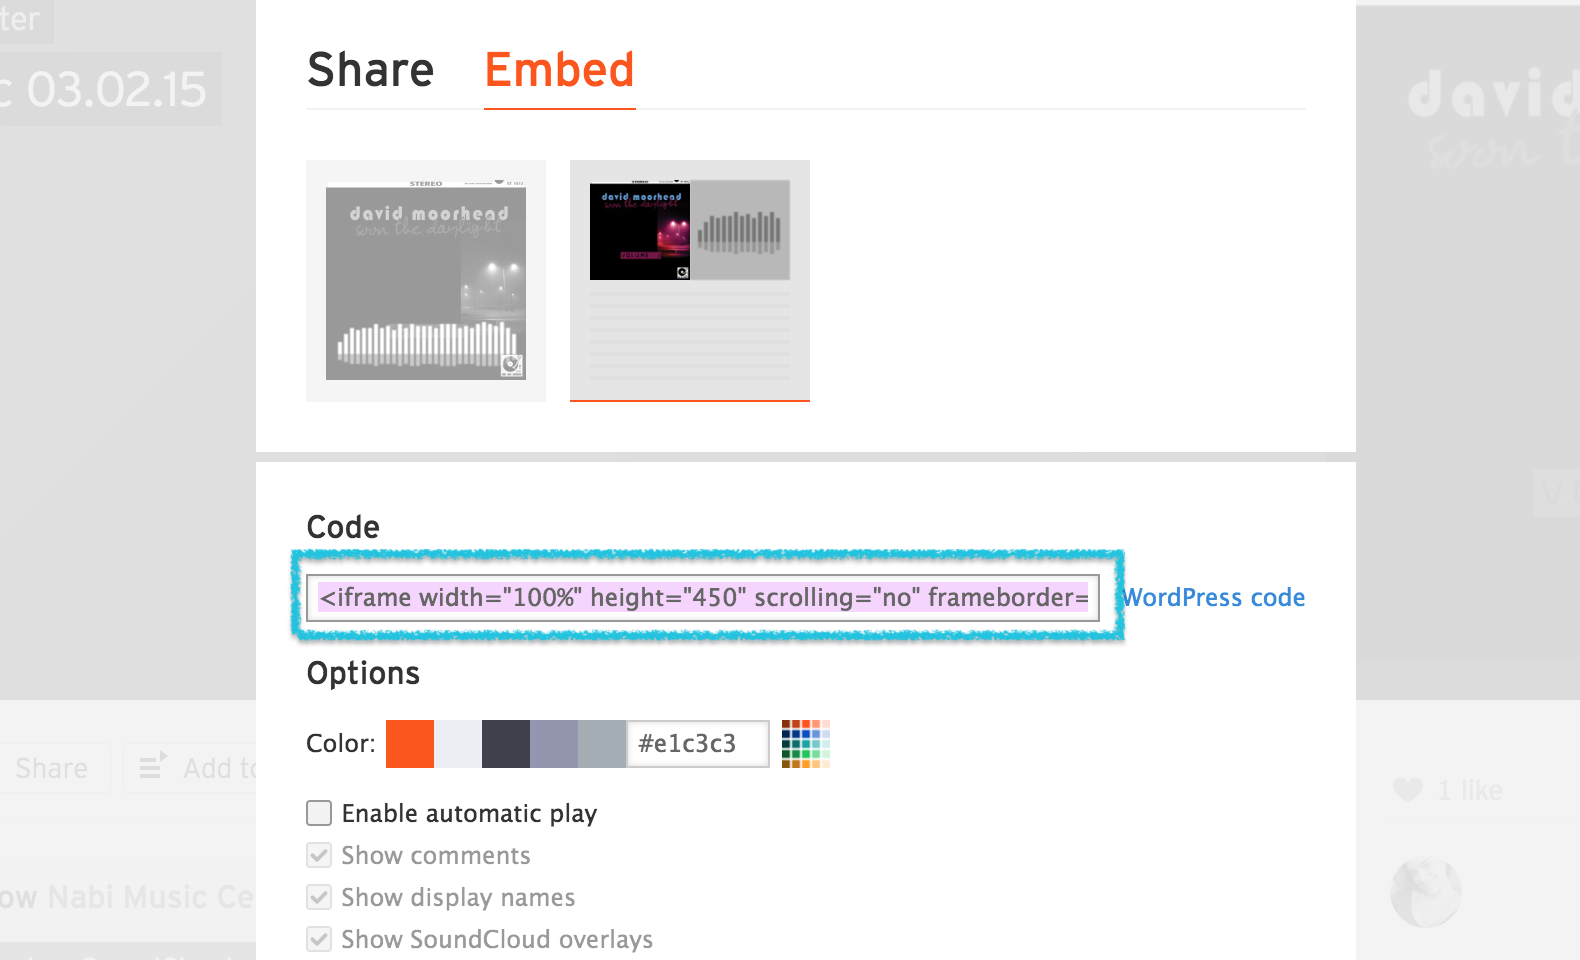 ter
c 03.02.15
Share Embed
STEREO
david moorhead
soon the daylight
david moorhead
soon the daylight
VOLUME
david
soon t
Code
<iframe width="100%" height="450" scrolling="no" frameborder=
WordPress code
Options
Color: #e1c3c3
Enable automatic play
Show comments
Show display names
Show SoundCloud overlays
Share Add to
ow Nabi Music Ce
1 like